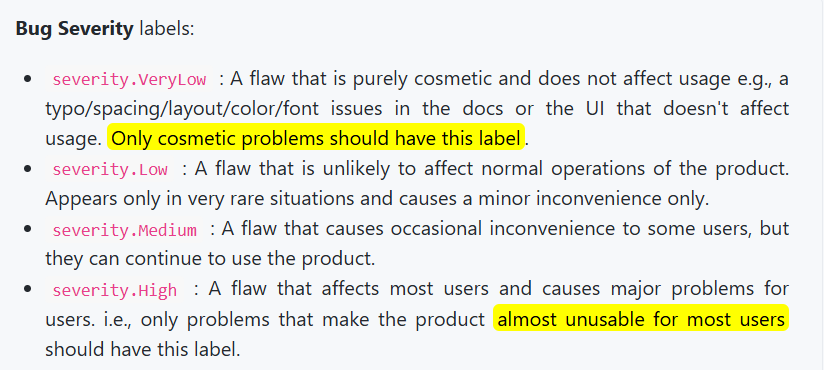 Bug Severity labels:
severity.VeryLow : A flaw that is purely cosmetic and does not affect usage e.g., a
typo/spacing/layout/color/font issues in the docs or the UI that doesn't affect
usage. Only cosmetic problems should have this label.
severity.Low : A flaw that is unlikely to affect normal operations of the product.
Appears only in very rare situations and causes a minor inconvenience only.
severity.Medium : A flaw that causes occasional inconvenience to some users, but
they can continue to use the product.
severity.High : A flaw that affects most users and causes major problems for
users. i.e., only problems that make the product almost unusable for most users
should have this label.